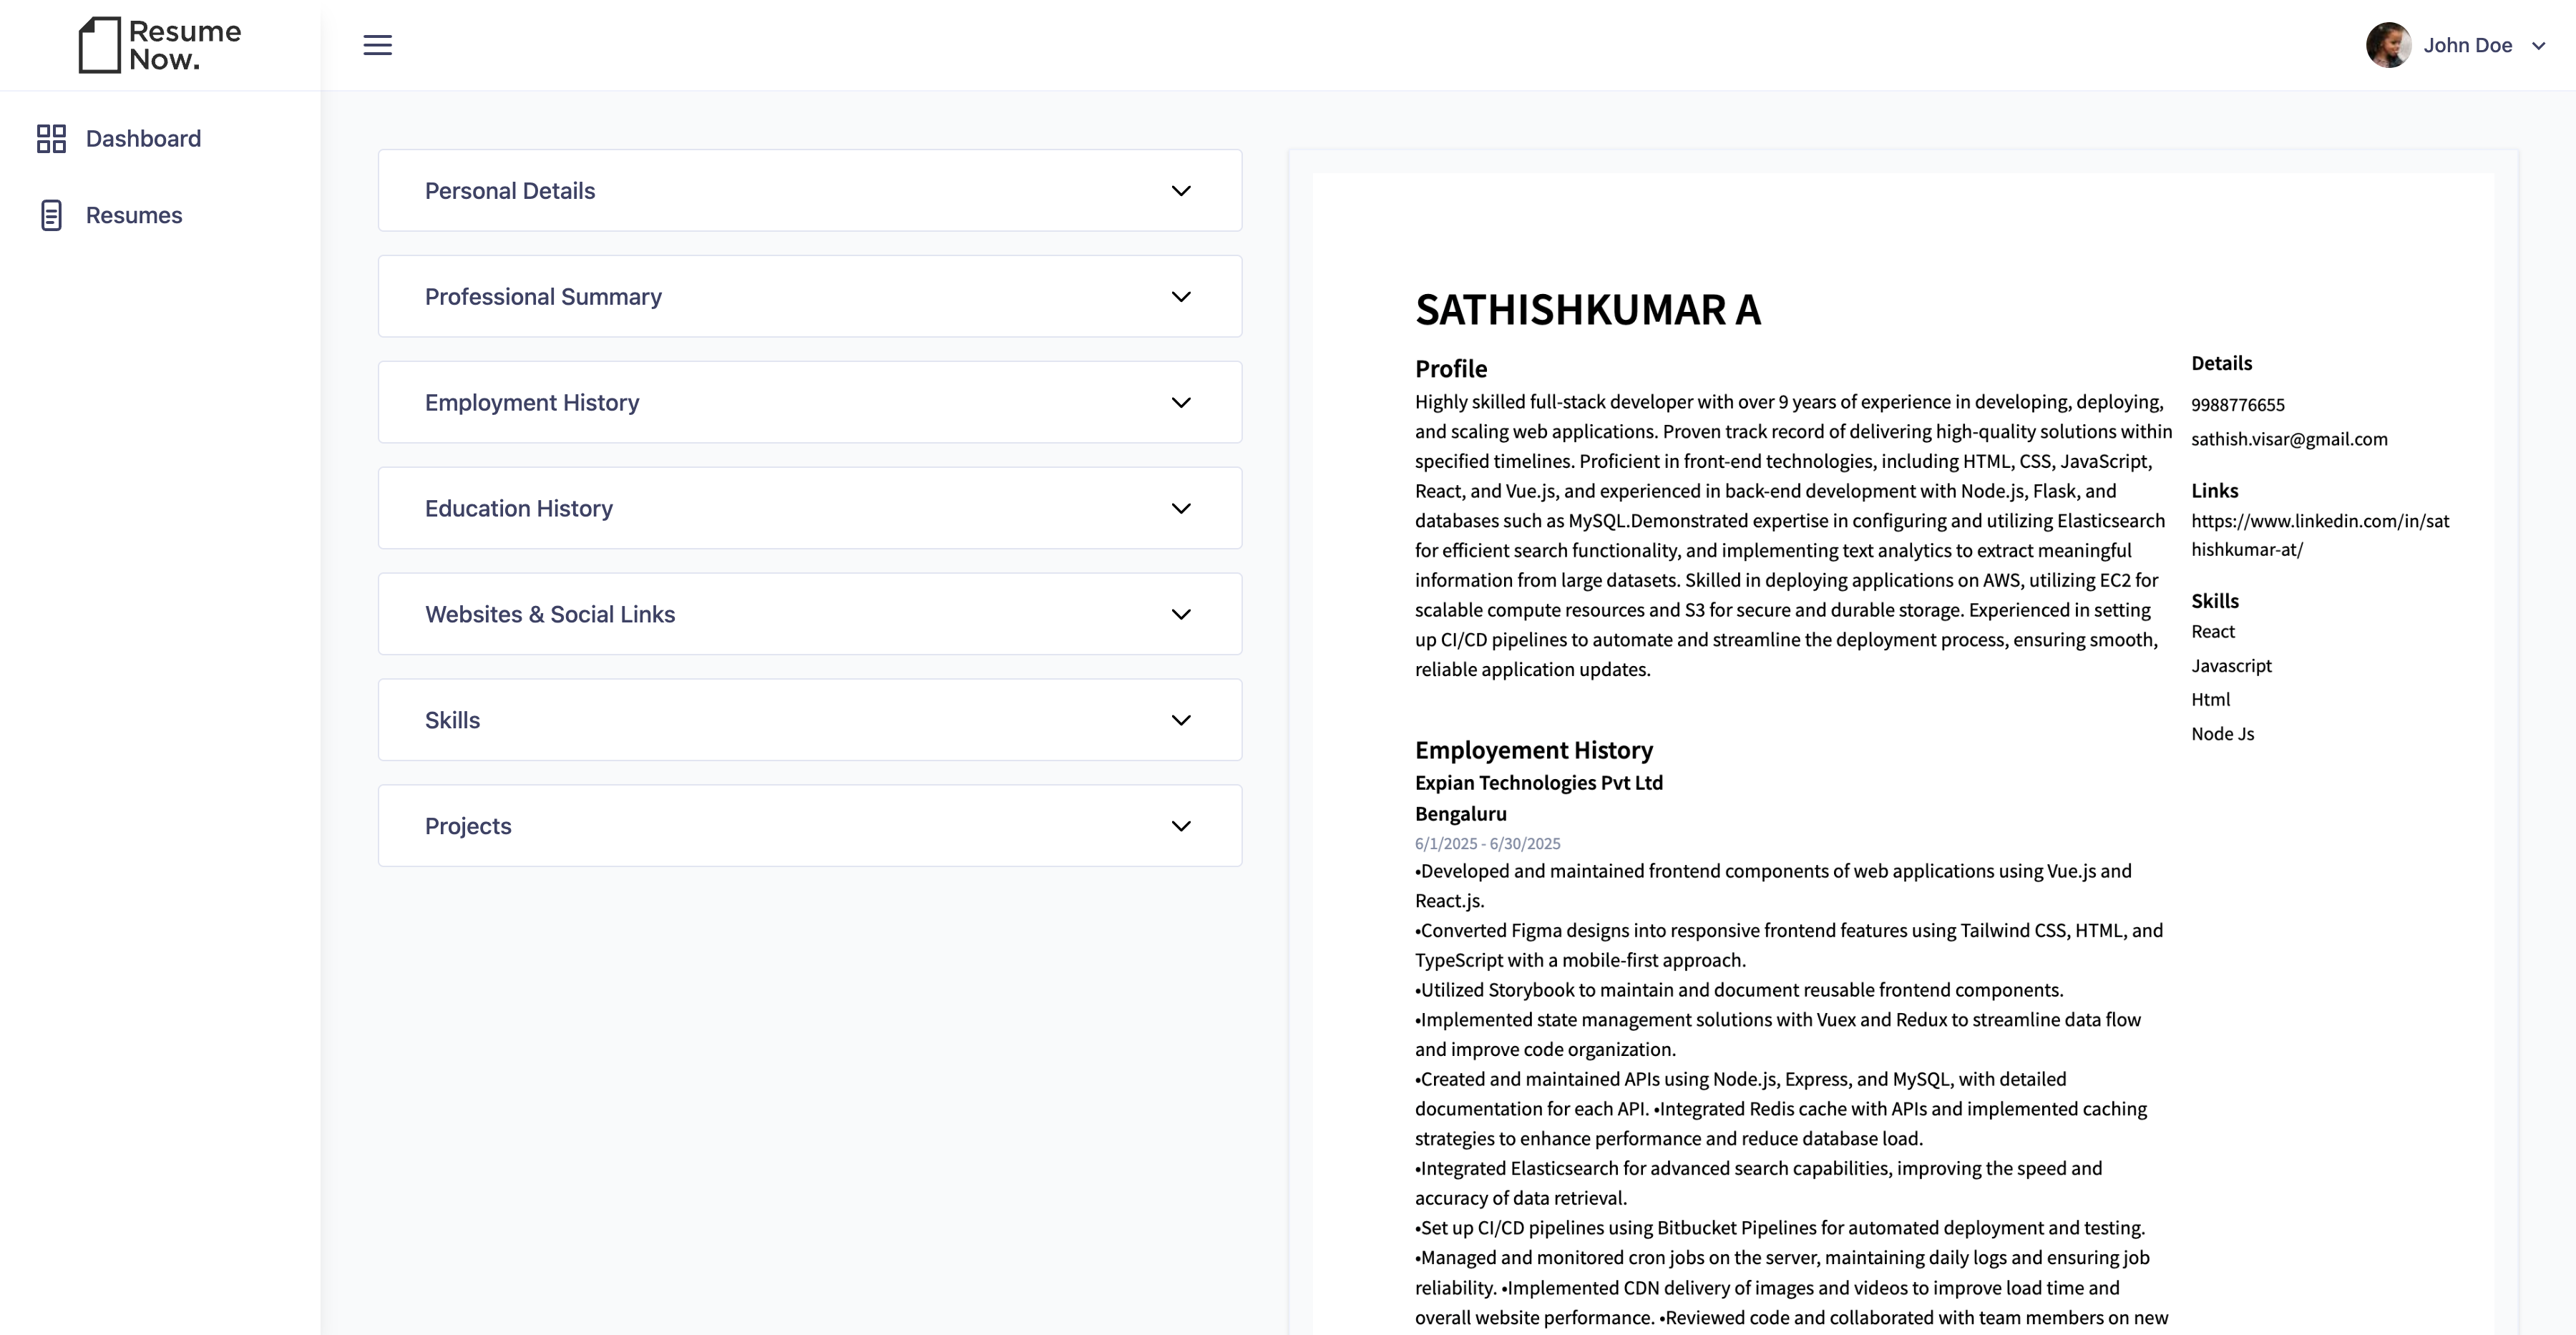 Resume
Now.
John Doe
Dashboard
Resumes
Personal Details
Professional Summary
Employment History
Education History
Websites & Social Links
Skills
Projects
SATHISHKUMAR A
Profile
Highly skilled full-stack developer with over 9 years of experience in developing, deploying,
and scaling web applications. Proven track record of delivering high-quality solutions within
specified timelines. Proficient in front-end technologies, including HTML, CSS, JavaScript,
React, and Vue.js, and experienced in back-end development with Node.js, Flask, and
databases such as MySQL.Demonstrated expertise in configuring and utilizing Elasticsearch
for efficient search functionality, and implementing text analytics to extract meaningful
information from large datasets. Skilled in deploying applications on AWS, utilizing EC2 for
scalable compute resources and S3 for secure and durable storage. Experienced in setting
up CI/CD pipelines to automate and streamline the deployment process, ensuring smooth,
reliable application updates.
Employement History
Expian Technologies Pvt Ltd
Bengaluru
6/1/2025 - 6/30/2025
•Developed and maintained frontend components of web applications using Vue.js and
React.js.
•Converted Figma designs into responsive frontend features using Tailwind CSS, HTML, and
TypeScript with a mobile-first approach.
•Utilized Storybook to maintain and document reusable frontend components.
•Implemented state management solutions with Vuex and Redux to streamline data flow
and improve code organization.
•Created and maintained APIs using Node.js, Express, and MySQL, with detailed
documentation for each API. •Integrated Redis cache with APIs and implemented caching
strategies to enhance performance and reduce database load.
•Integrated Elasticsearch for advanced search capabilities, improving the speed and
accuracy of data retrieval.
•Set up CI/CD pipelines using Bitbucket Pipelines for automated deployment and testing.
•Managed and monitored cron jobs on the server, maintaining daily logs and ensuring job
reliability. •Implemented CDN delivery of images and videos to improve load time and
overall website performance. •Reviewed code and collaborated with team members on new
Details
9988776655
sathish.visar@gmail.com
Links
https://www.linkedin.com/in/sat
hishkumar-at/
Skills
React
Javascript
Html
Node Js